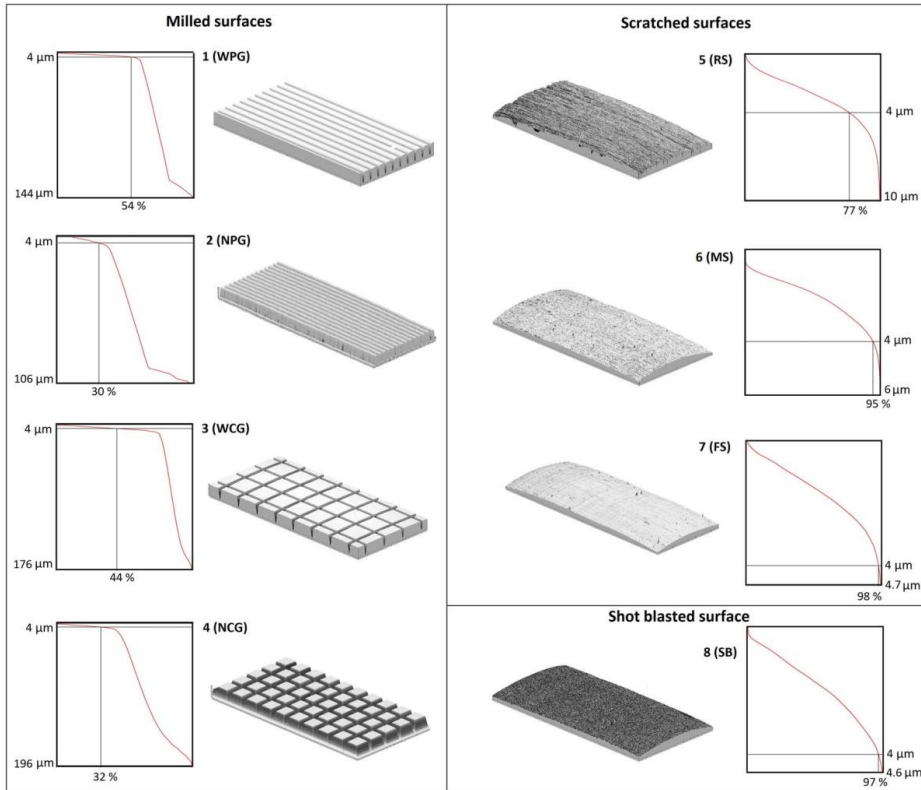 Milled surfaces
4 µm
1 (WPG)
144 µm
54 %
4 µm
2 (NPG)
106 µm
30 %
4 µm
3 (WCG)
176 µm
44 %
4 µm
4 (NCG)
196 µm
32 %
Scratched surfaces
5 (RS)
4 µm
10 µm
77 %
6 (MS)
4 µm
6 µm
95 %
7 (FS)
4 µm
4.7 µm
98 %
Shot blasted surface
8 (SB)
4 µm
4.6 µm
97 %